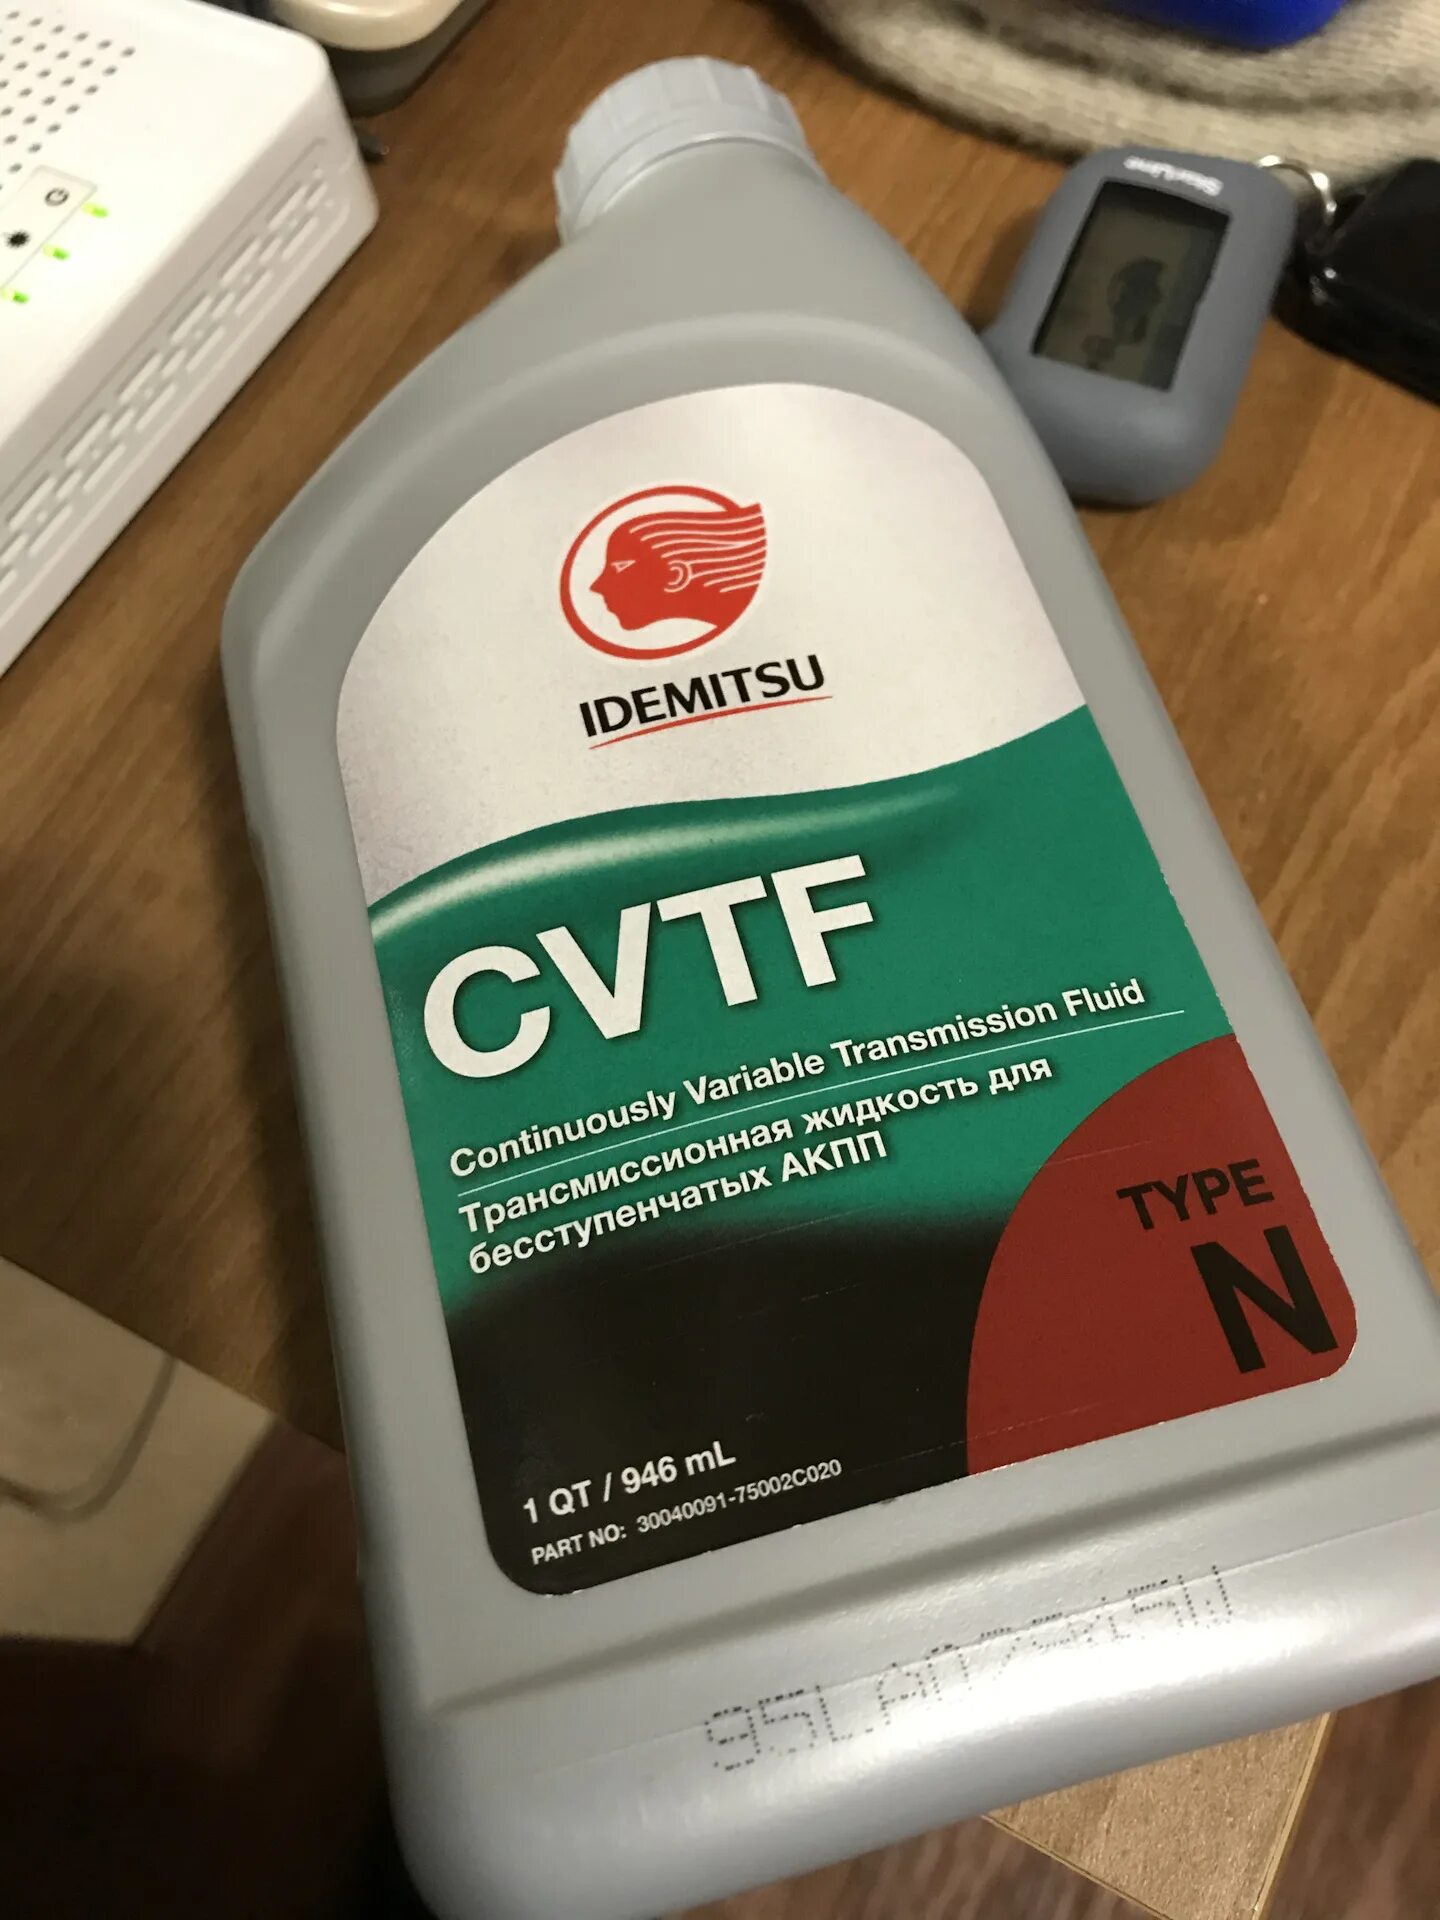 StarLine
IDEMITSU
CVTF
Continuously Variable Transmission Fluid
Трансмиссионная жидкость для
бесступенчатых АКПП
TYPE
N
1 QT / 946 mL
PART NO: 30040091-75002C020